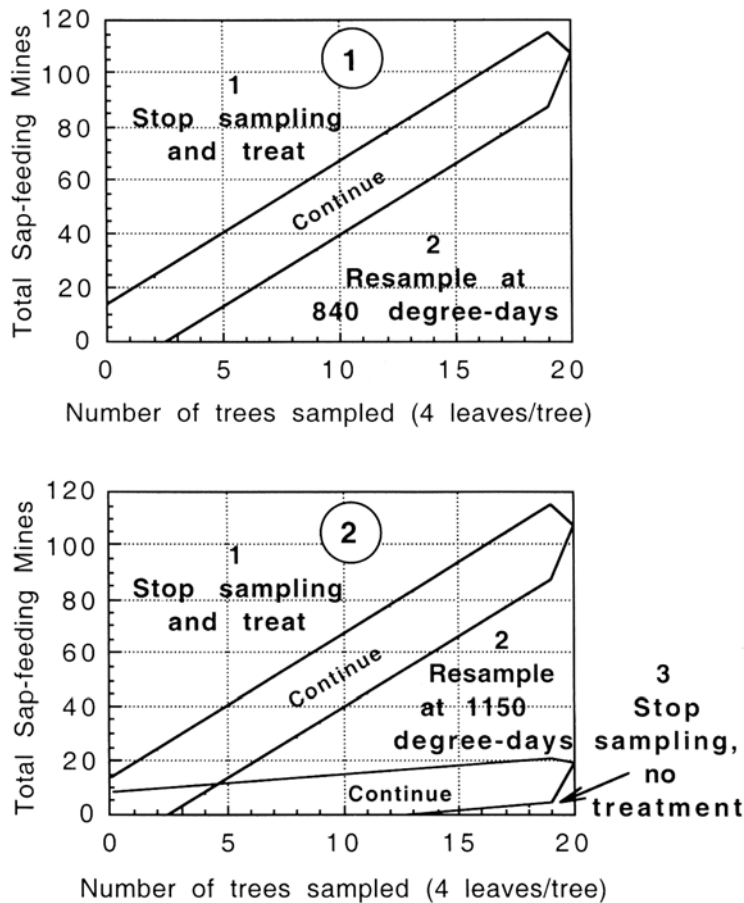 120
100
80
60
40
20
0
Total Sap-feeding Mines
1
1
Stop sampling
and treat
Continue
2
Resample at
840 degree-days
0 5 10 15 20
Number of trees sampled (4 leaves/tree)
120
100
80
60
40
20
0
Total Sap-feeding Mines
2
1
Stop sampling
and treat
Continue
2
Resample
at 1150
degree-days
Continue
3
Stop
sampling,
no
treatment
0 5 10 15 20
Number of trees sampled (4 leaves/tree)